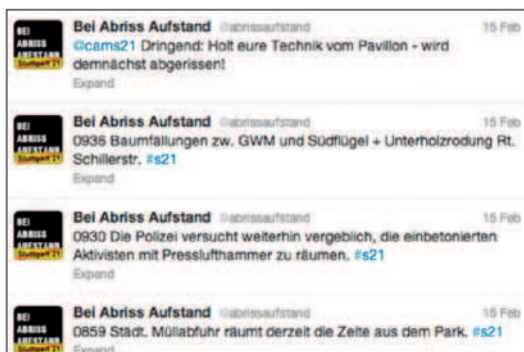 Bei Abriss Aufstand @abrissaufstand 15 Feb
@cams21 Dringend: Holt eure Technik vom Pavillon - wird
demnächst abgerissen!
Expand
BEI
ABRISS
AUFSTAND
Stuttgart 21
Bei Abriss Aufstand @abrissaufstand 15 Feb
0936 Baumfällungen zw. GWM und Südflügel + Unterholzrodung Rt.
Schillerstr. #s21
Expand
BEI
ABRISS
AUFSTAND
Stuttgart 21
Bei Abriss Aufstand @abrissaufstand 15 Feb
0930 Die Polizei versucht weiterhin vergeblich, die einbetonierten
Aktivisten mit Presslufthammer zu räumen. #s21
Expand
BEI
ABRISS
AUFSTAND
Stuttgart 21
Bei Abriss Aufstand @abrissaufstand 15 Feb
0859 Städt. Müllabfuhr räumt derzeit die Zelte aus dem Park. #s21
Expand
BEI
ABRISS
AUFSTAND
Stuttgart 21